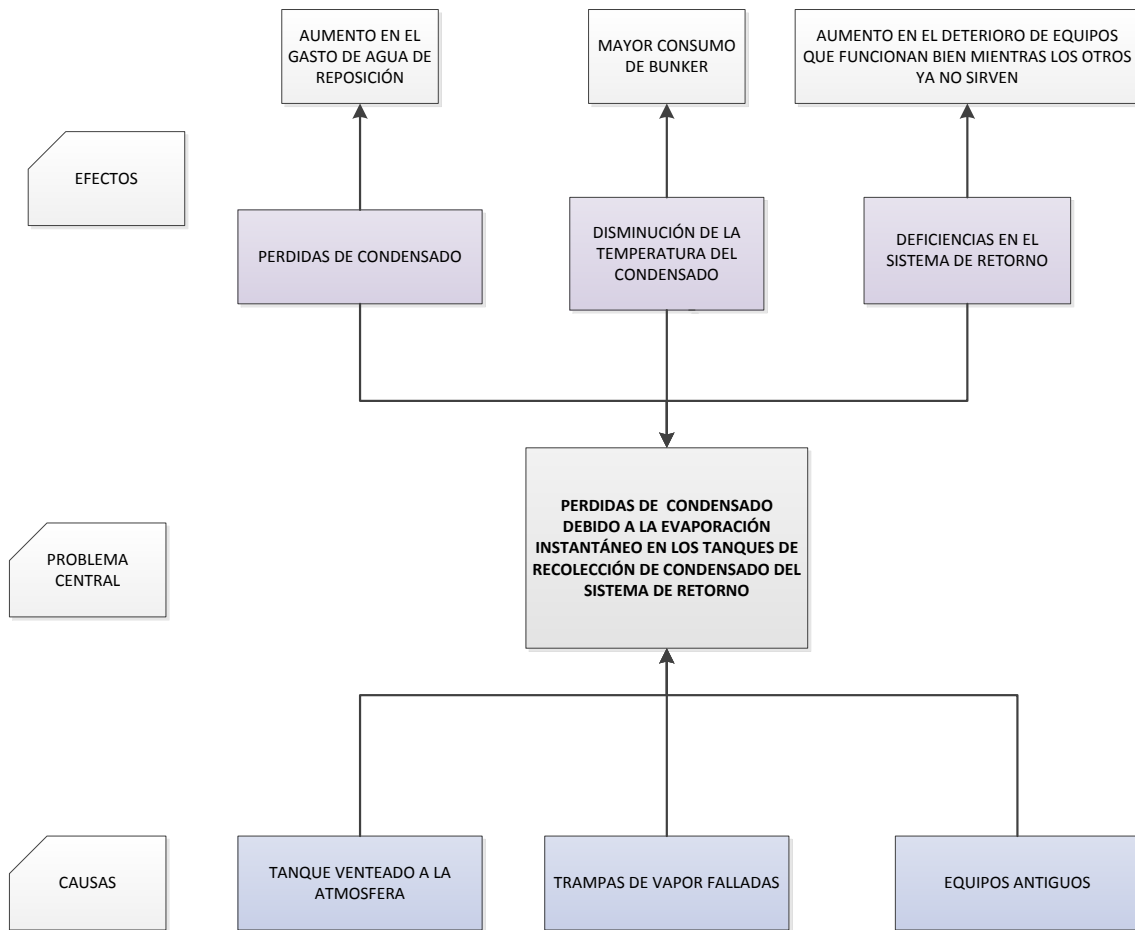 AUMENTO EN EL
GASTO DE AGUA DE
REPOSICIÓN
MAYOR CONSUMO
DE BUNKER
AUMENTO EN EL DETERIORO DE EQUIPOS
QUE FUNCIONAN BIEN MIENTRAS LOS OTROS
YA NO SIRVEN
EFECTOS
PERDIDAS DE CONDENSADO
DISMINUCIÓN DE LA
TEMPERATURA DEL
CONDENSADO
DEFICIENCIAS EN EL
SISTEMA DE RETORNO
PROBLEMA
CENTRAL
PERDIDAS DE CONDENSADO
DEBIDO A LA EVAPORACIÓN
INSTANTÁNEO EN LOS TANQUES DE
RECOLECCIÓN DE CONDENSADO DEL
SISTEMA DE RETORNO
CAUSAS
TANQUE VENTEADO A LA
ATMOSFERA
TRAMPAS DE VAPOR FALLADAS
EQUIPOS ANTIGUOS